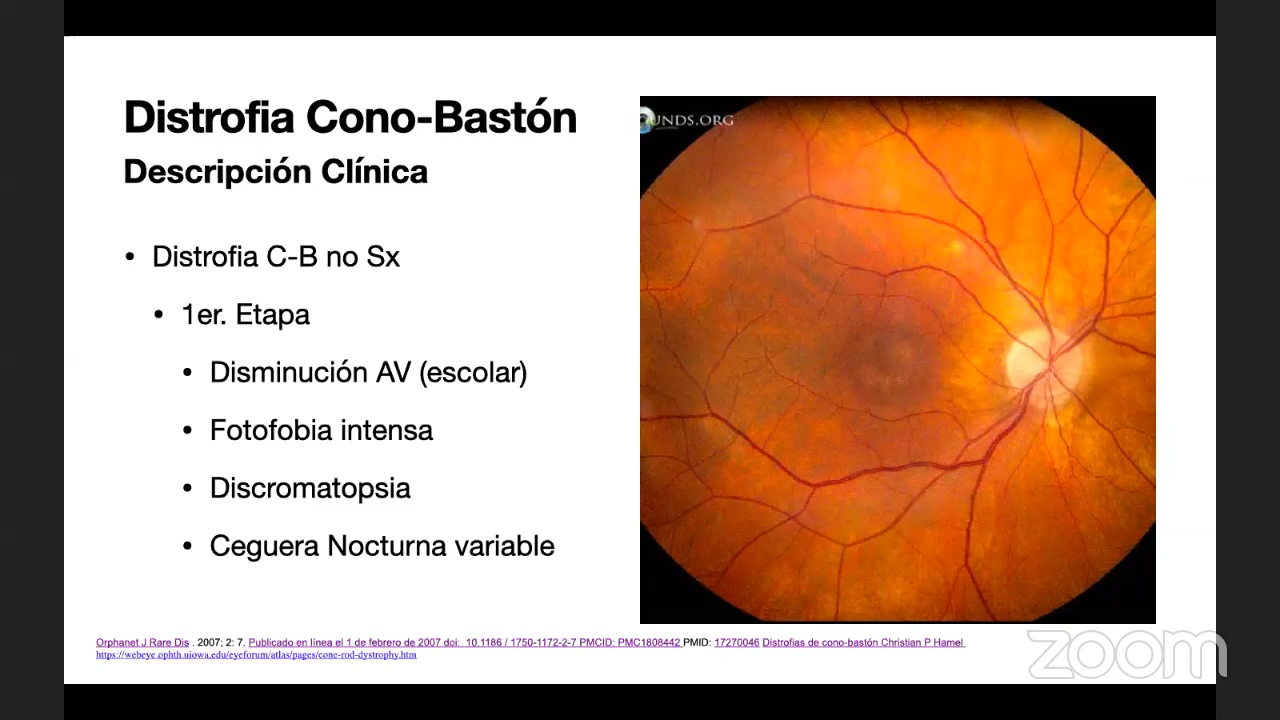 Distrofia Cono-Bastón
Descripción Clínica
• Distrofia C-B no Sx
• 1er. Etapa
• Disminución AV (escolar)
• Fotofobia intensa
• Discromatopsia
• Ceguera Nocturna variable
UNDS.ORG
Orphanet J Rare Dis . 2007; 2: 7. Publicado en línea el 1 de febrero de 2007 doi: 10.1186 / 1750-1172-2-7 PMCID: PMC1808442 PMID: 17270046 Distrofias de cono-bastón Christian P Hamel
https://webeye.ophth.uiowa.edu/eyeforum/atlas/pages/cone-rod-dystrophy.htm
zoom